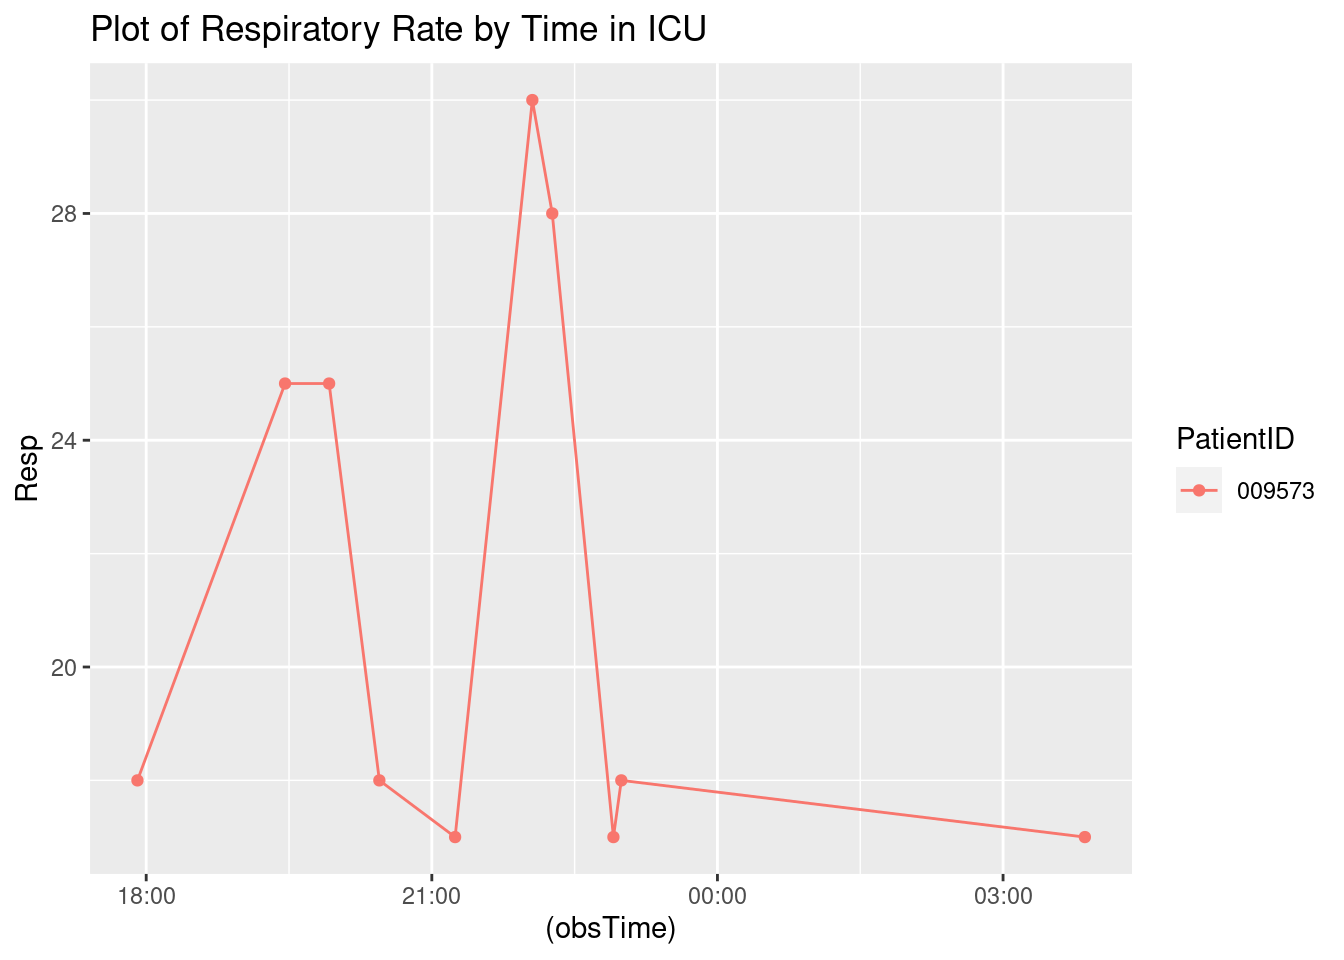 Plot of Respiratory Rate by Time in ICU
28
24
20
Resp
18:00
21:00
00:00
03:00
(obsTime)
PatientID
009573